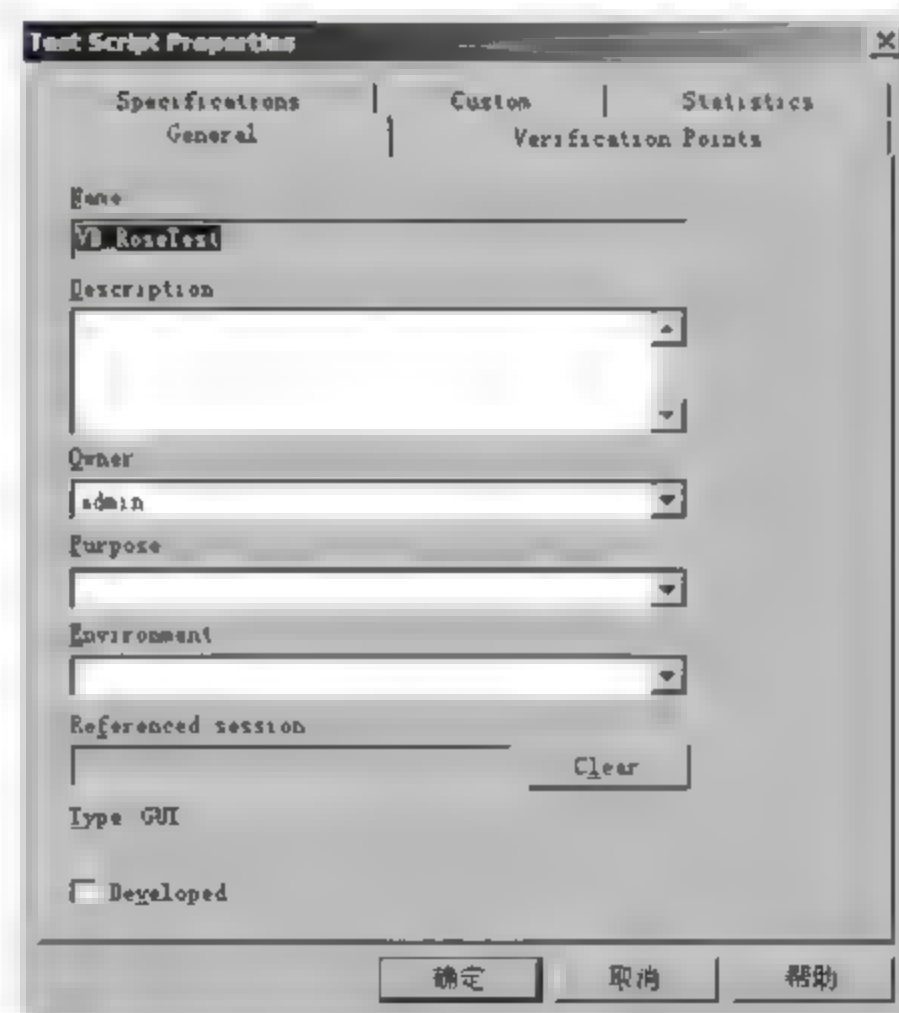 Test Script Properties
Specifications Custom Statistics
General Verification Points
Name
VB_RoseTest
Description
Owner
admin
Purpose
Environment
Referenced session
Clear
Type GUI
Developed
确定 取消 帮助